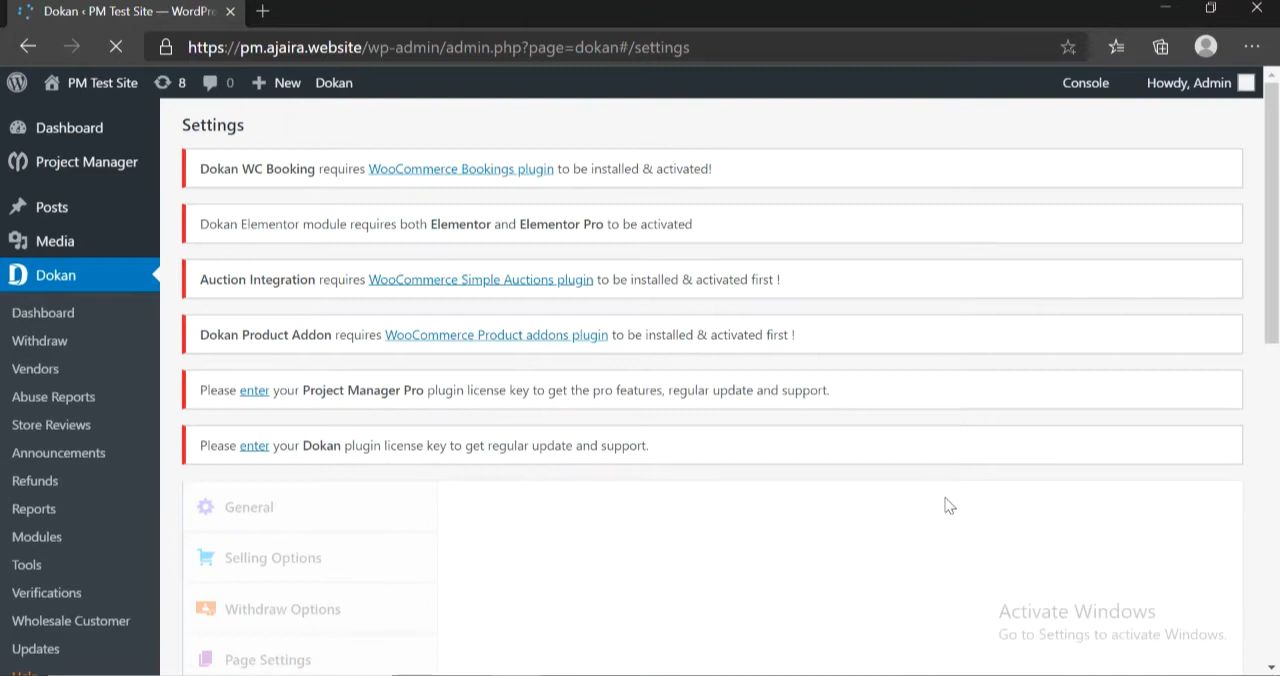 Dokan ‹ PM Test Site — WordPre
https://pm.ajaira.website/wp-admin/admin.php?page=dokan#/settings
PM Test Site 8 0 New Dokan Console Howdy, Admin
Dashboard
Project Manager
Posts
Media
Dokan
Dashboard
Withdraw
Vendors
Abuse Reports
Store Reviews
Announcements
Refunds
Reports
Modules
Tools
Verifications
Wholesale Customer
Updates
Help
Settings
Dokan WC Booking requires WooCommerce Bookings plugin to be installed & activated!
Dokan Elementor module requires both Elementor and Elementor Pro to be activated
Auction Integration requires WooCommerce Simple Auctions plugin to be installed & activated first !
Dokan Product Addon requires WooCommerce Product addons plugin to be installed & activated first !
Please enter your Project Manager Pro plugin license key to get the pro features, regular update and support.
Please enter your Dokan plugin license key to get regular update and support.
General
Selling Options
Withdraw Options
Page Settings
Activate Windows
Go to Settings to activate Windows.